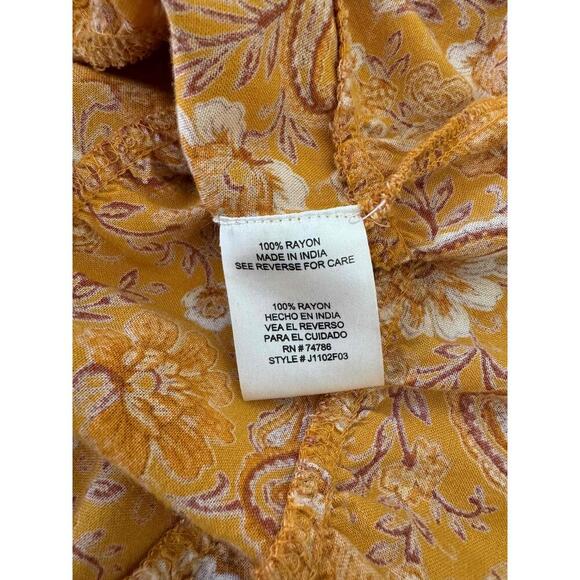 100% RAYON
MADE IN INDIA
SEE REVERSE FOR CARE
100% RAYON
HECHO EN INDIA
VEA EL REVERSO
PARA EL CUIDADO
RN # 74786
STYLE # J1102F03